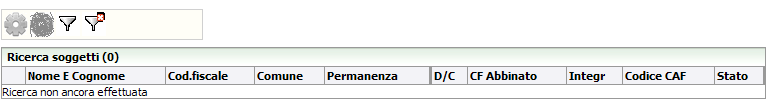 Ricerca soggetti (0)
Nome E Cognome Cod.fiscale Comune Permanenza D/C CF Abbinato Integr Codice CAF Stato
Ricerca non ancora effettuata